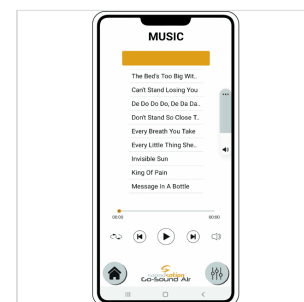 MUSIC
The Bed's Too Big Wit..
Can't Stand Losing You
De Do Do Do, De Da Da..
Don't Stand So Close T..
Every Breath You Take
Every Little Thing She..
Invisible Sun
King Of Pain
Message In A Bottle
00:00 00:00
soundsation
Go-Sound Air